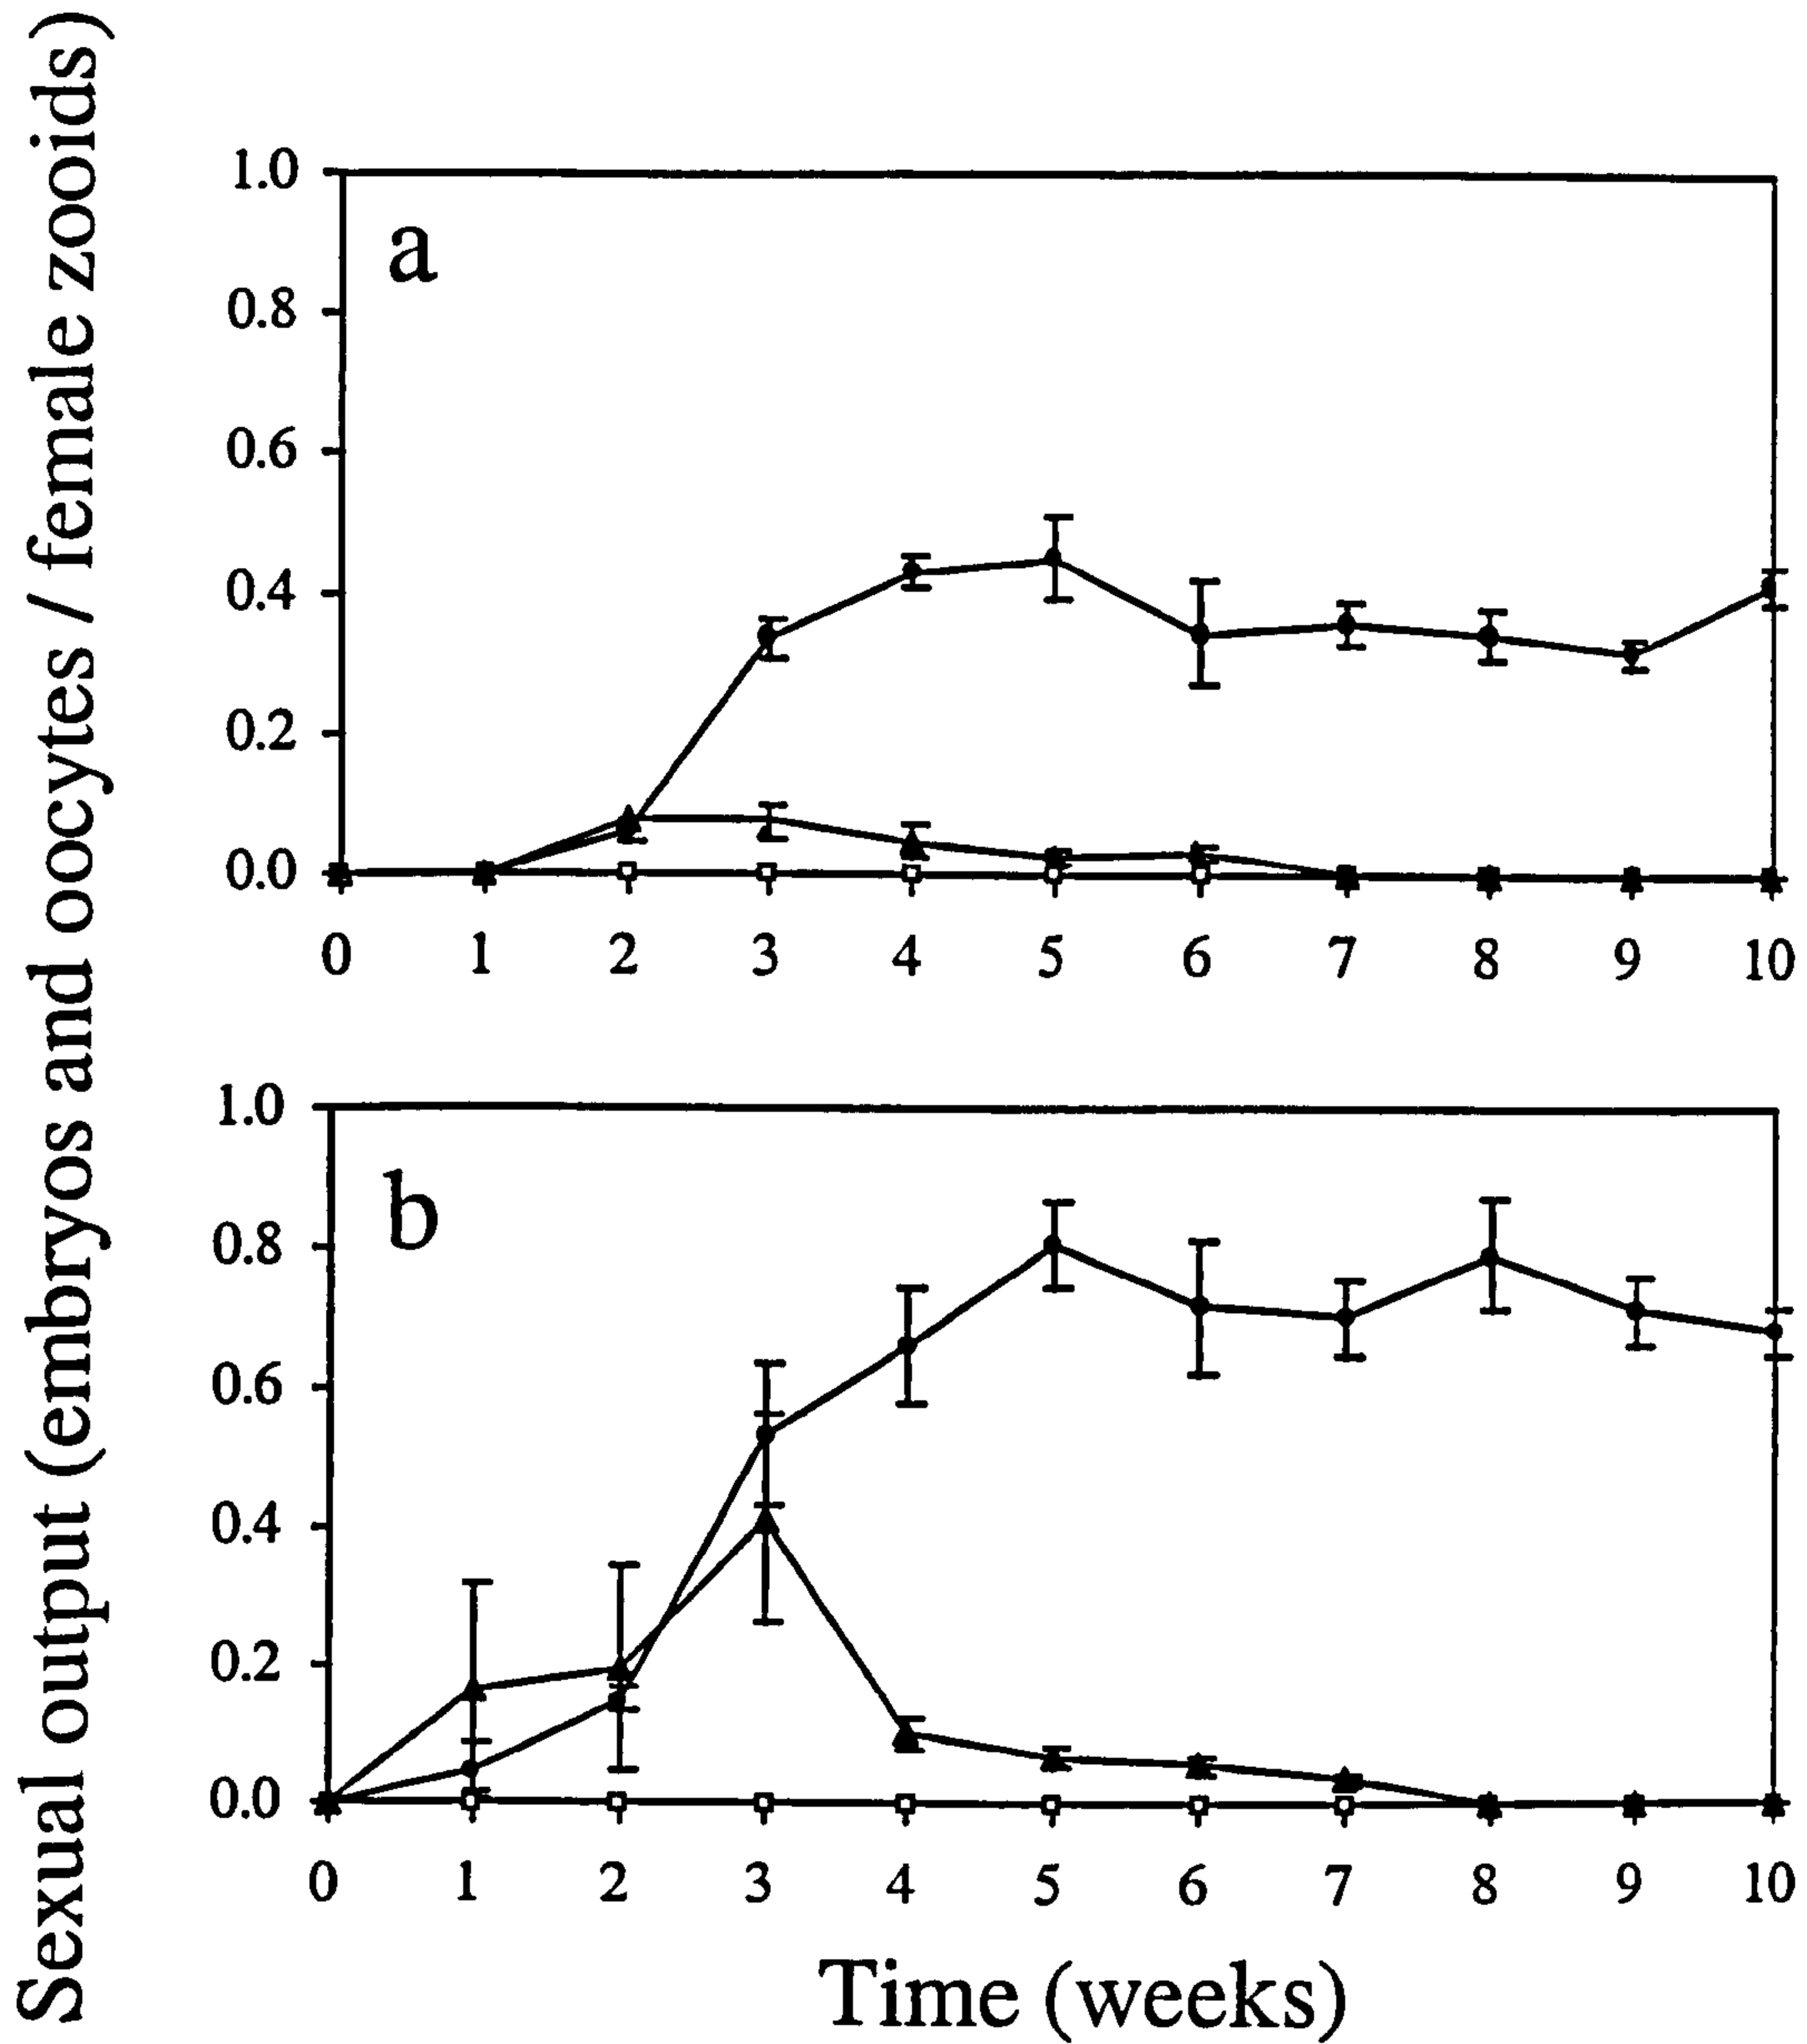 Sexual output (embryos and oocytes / female zooids)
a
1.0
0.8
0.6
0.4
0.2
0.0
0 1 2 3 4 5 6 7 8 9 10
b
1.0
0.8
0.6
0.4
0.2
0.0
0 1 2 3 4 5 6 7 8 9 10
Time (weeks)